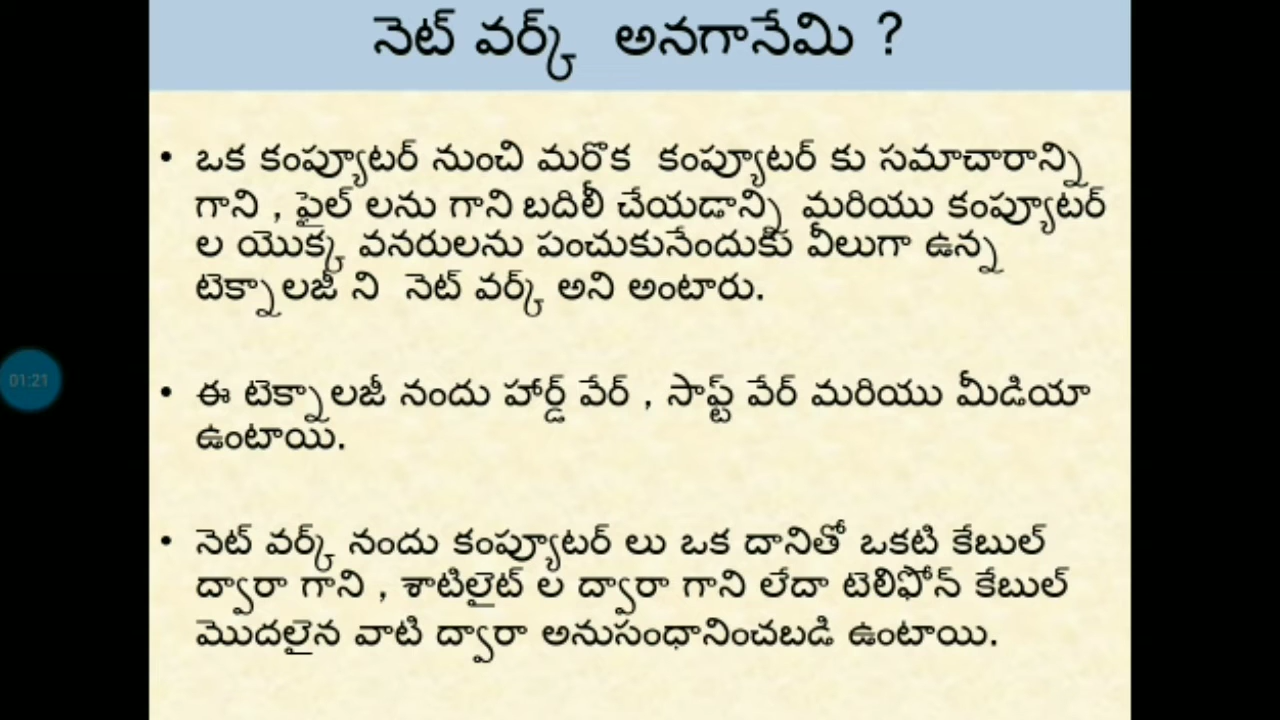 నెట్ వర్క్ అనగానేమి ?
• ఒక కంప్యూటర్ నుంచి మరొక కంప్యూటర్ కు సమాచారాన్ని
గాని , ఫైల్ లను గాని బదిలీ చేయడాన్ని మరియు కంప్యూటర్
ల యొక్క వనరులను పంచుకునేందుకు వీలుగా ఉన్న
టెక్నాలజీ ని నెట్ వర్క్ అని అంటారు.
01:21
• ఈ టెక్నాలజీ నందు హార్డ్ వేర్ , సాఫ్ట్ వేర్ మరియు మీడియా
ఉంటాయి.
• నెట్ వర్క్ నందు కంప్యూటర్ లు ఒక దానితో ఒకటి కేబుల్
ద్వారా గాని , శాటిలైట్ ల ద్వారా గాని లేదా టెలిఫోన్ కేబుల్
మొదలైన వాటి ద్వారా అనుసంధానించబడి ఉంటాయి.